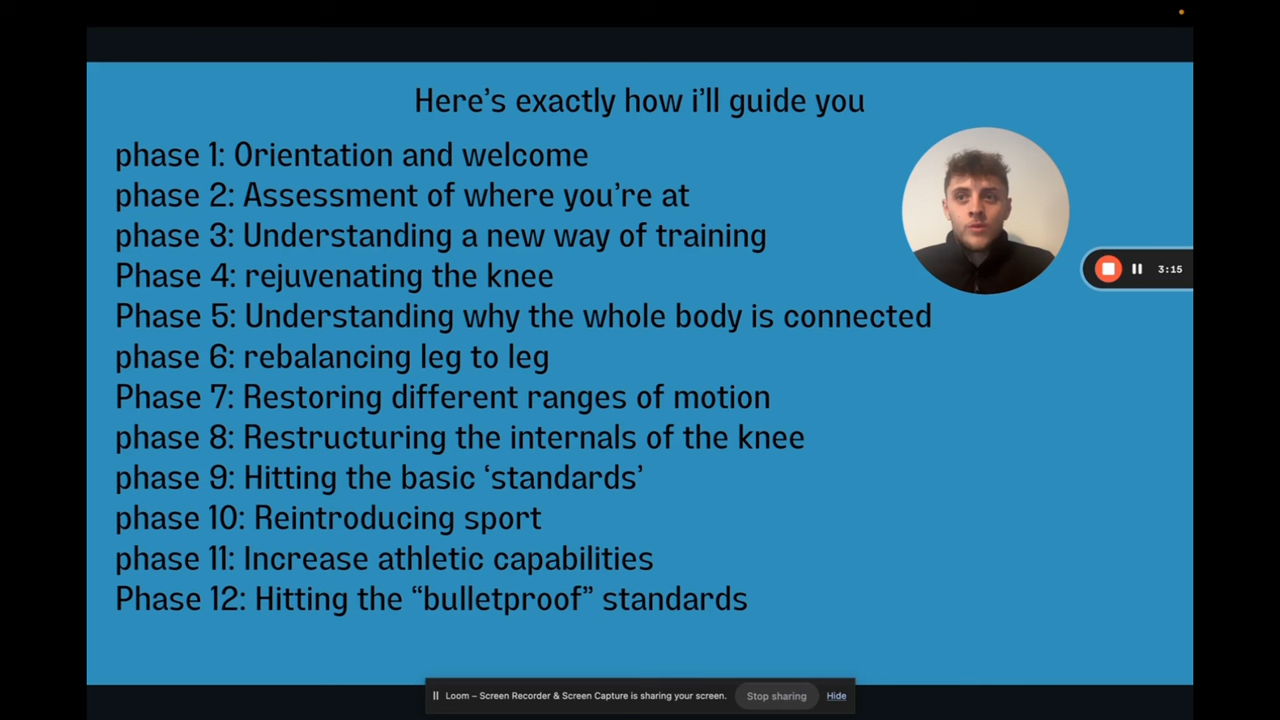 Here's exactly how i'll guide you
phase 1: Orientation and welcome
phase 2: Assessment of where you're at
phase 3: Understanding a new way of training
Phase 4: rejuvenating the knee
Phase 5: Understanding why the whole body is connected
phase 6: rebalancing leg to leg
Phase 7: Restoring different ranges of motion
phase 8: Restructuring the internals of the knee
phase 9: Hitting the basic ‘standards’
phase 10: Reintroducing sport
phase 11: Increase athletic capabilities
Phase 12: Hitting the “bulletproof” standards
3:15
Loom – Screen Recorder & Screen Capture is sharing your screen.
Stop sharing
Hide